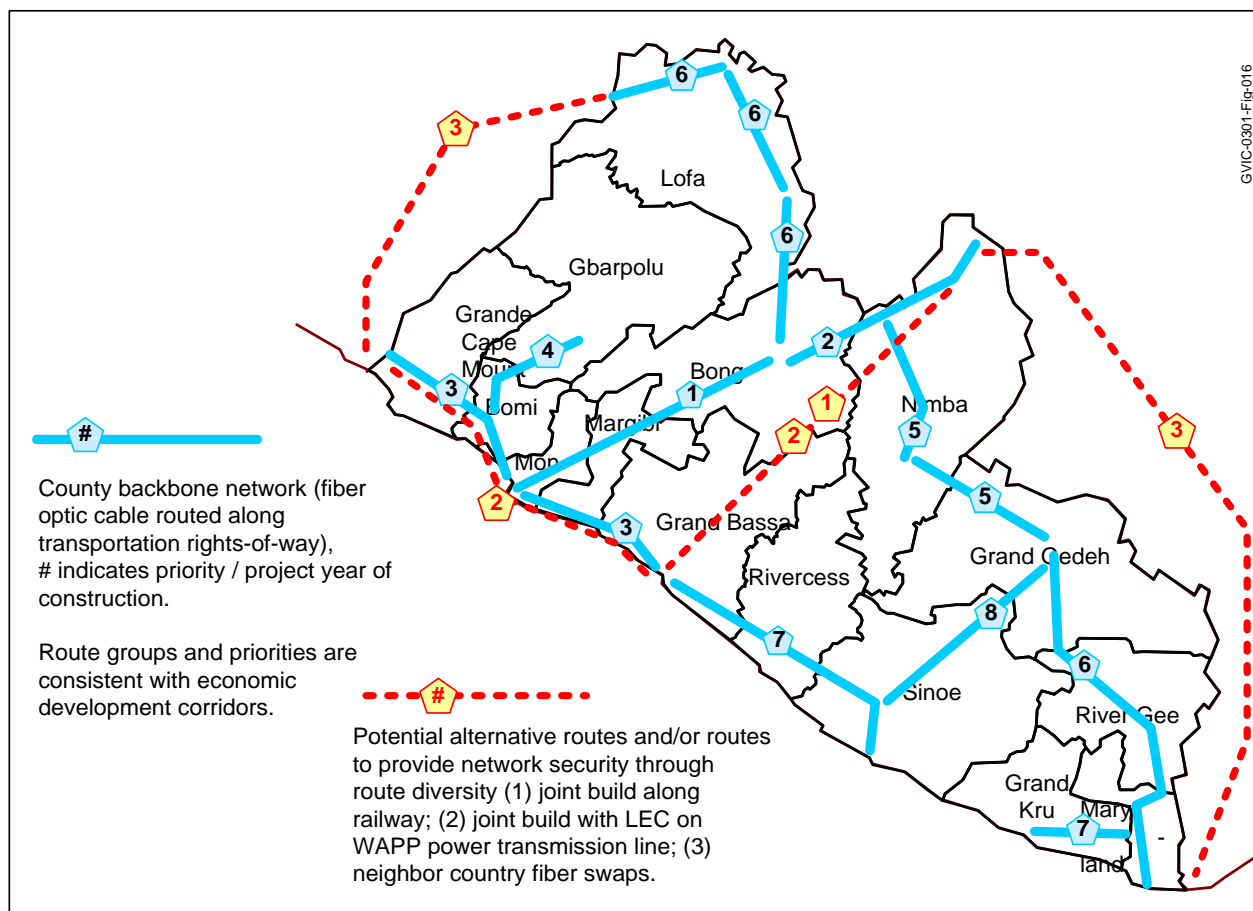 GVIC-0301-Fig-016
6
6
3
Lofa
6
Gbarpolu
Grande
Cape
Mount
4
2
Bong
3
1
Bomi
Margibi
1
Nimba
#
2
5
3
Mon
2
5
County backbone network (fiber
optic cable routed along
transportation rights-of-way),
# indicates priority / project year of
construction.
3
Grand Bassa
Grand Gedeh
Rivercess
8
7
Route groups and priorities are
consistent with economic
development corridors.
6
#
Sinoe
River Gee
Potential alternative routes and/or routes
to provide network security through
route diversity (1) joint build along
railway; (2) joint build with LEC on
WAPP power transmission line; (3)
neighbor country fiber swaps.
Grand
Kru
Mary
7
-
land